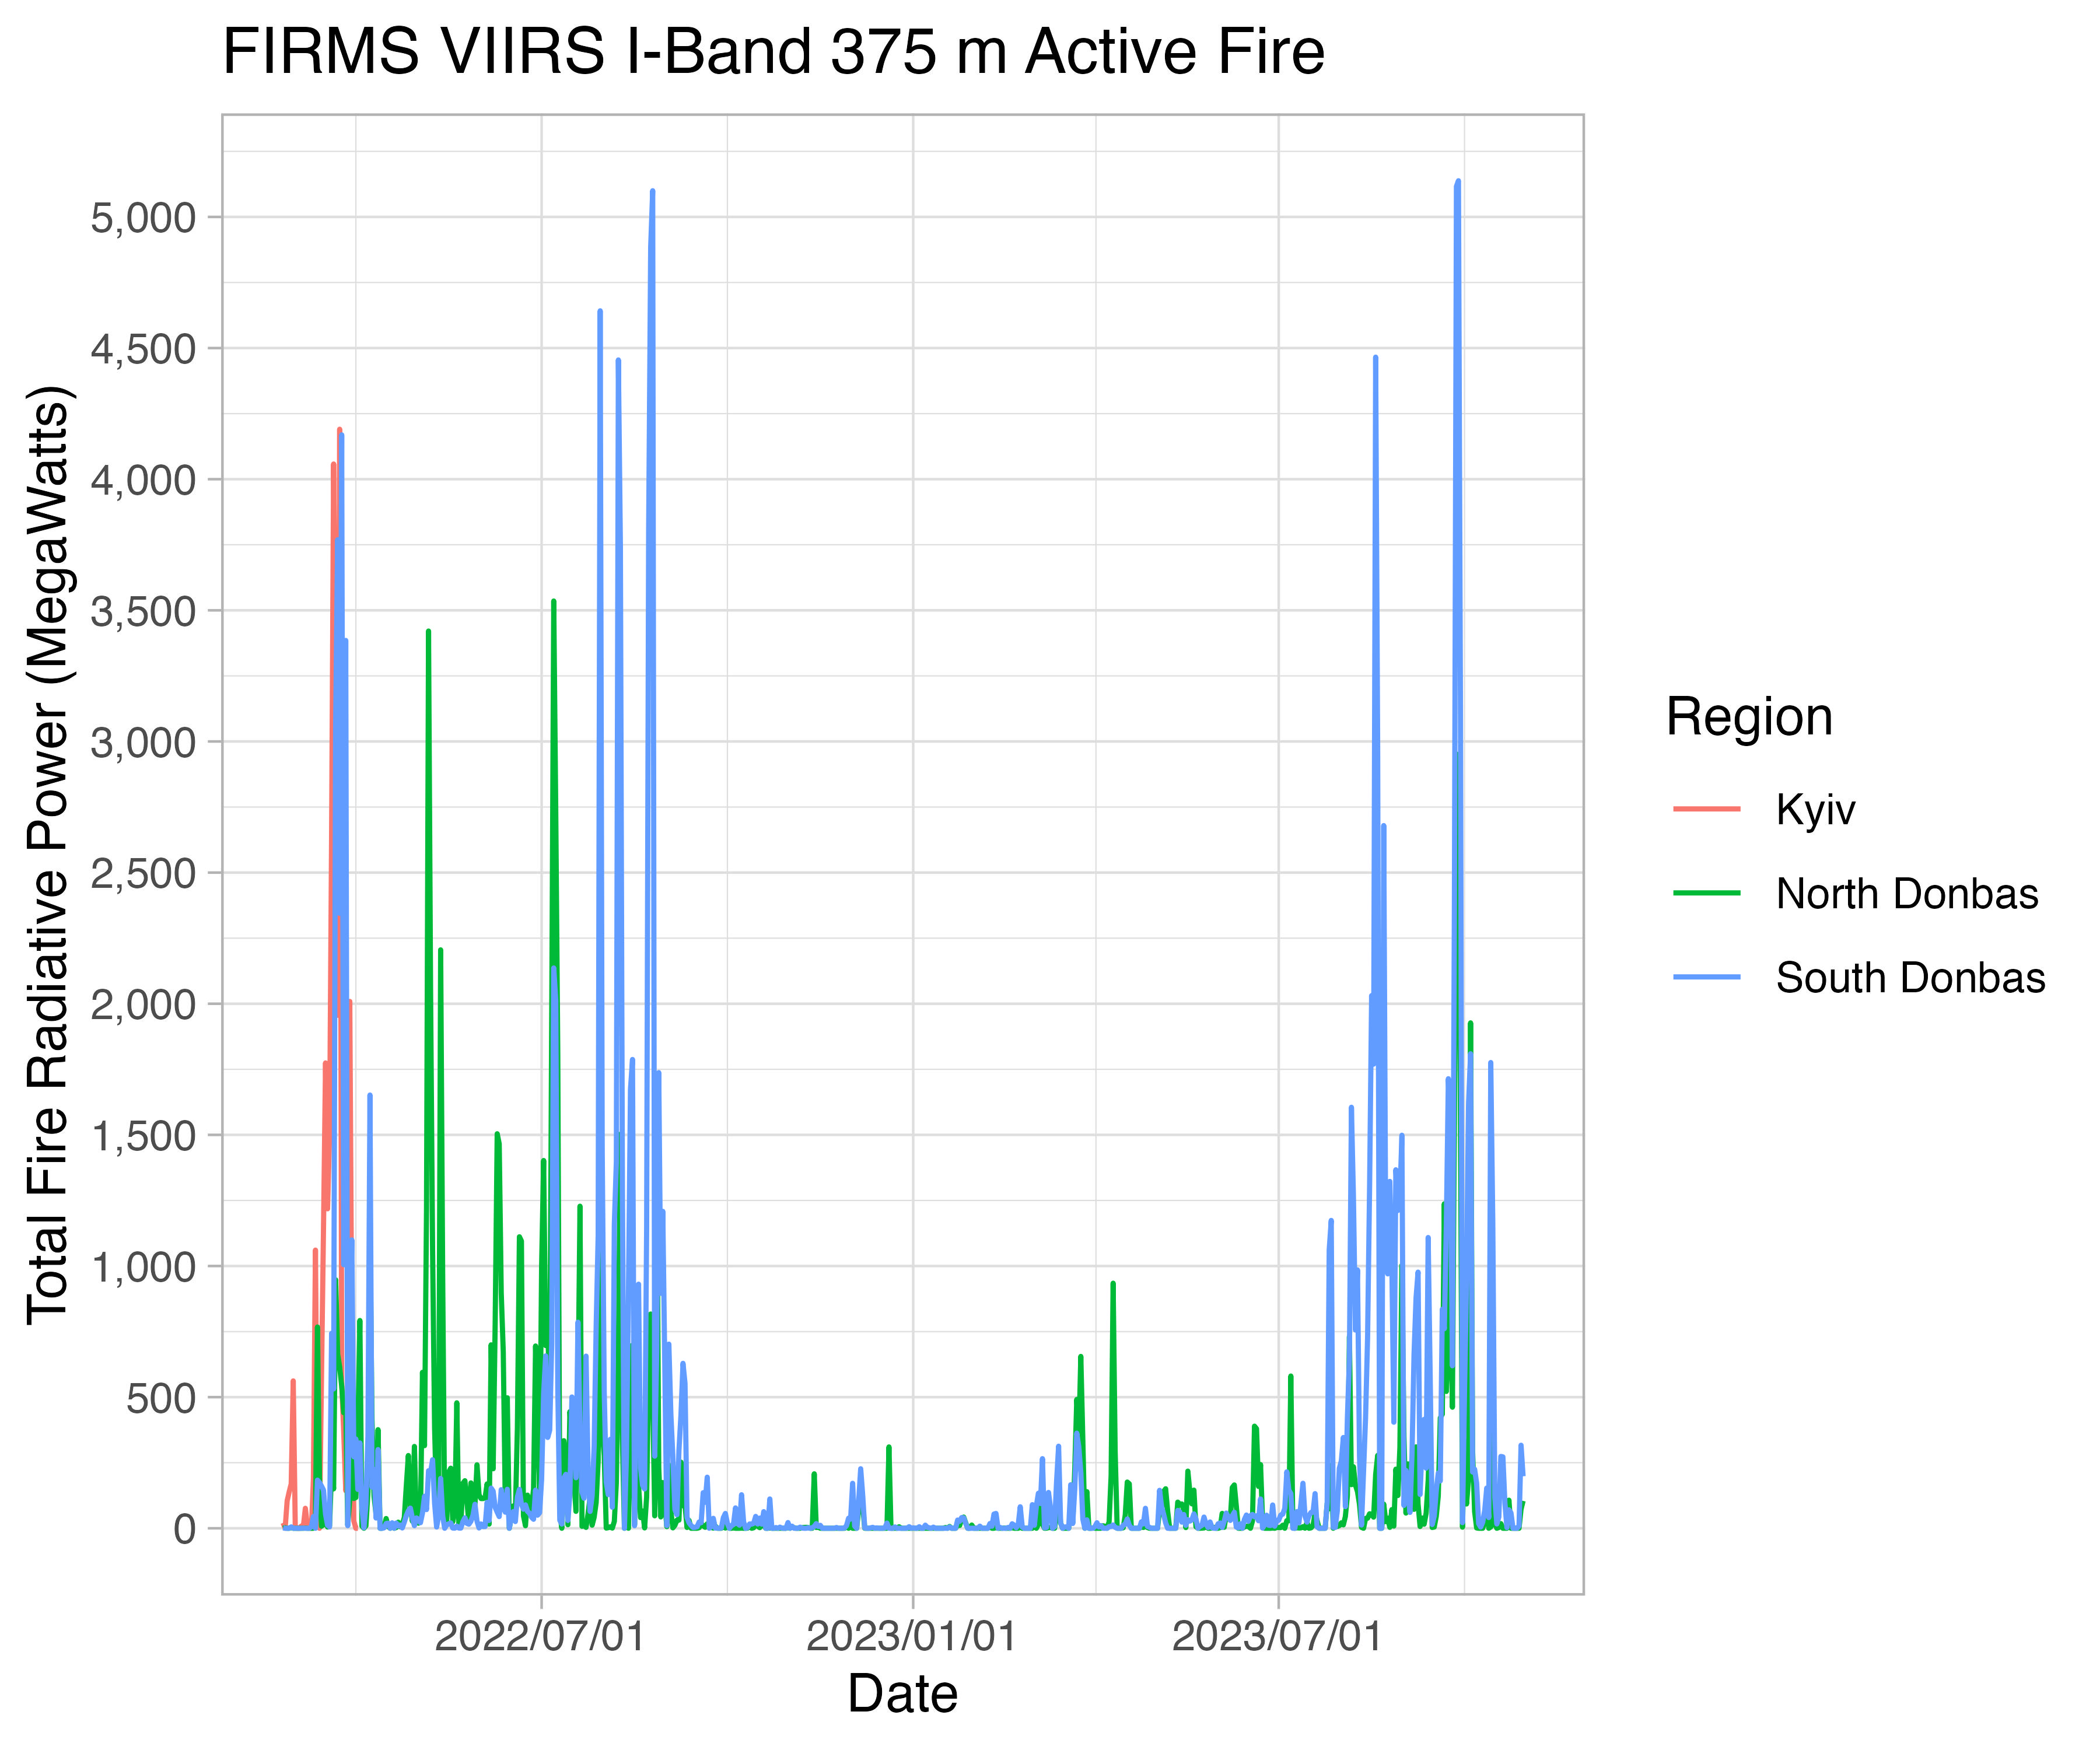 FIRMS VIIRS I-Band 375 m Active Fire
Total Fire Radiative Power (MegaWatts)
5,000
4,500
4,000
3,500
3,000
2,500
2,000
1,500
1,000
500
0
2022/07/01
2023/01/01
2023/07/01
Date
Region
Kyiv
North Donbas
South Donbas